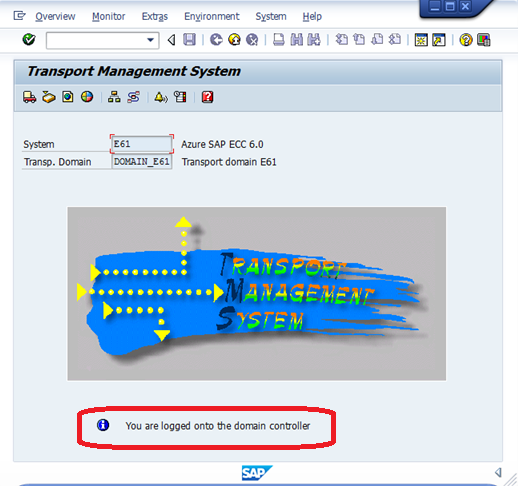 Overview Monitor Extras Environment System Help
Transport Management System
System E61 Azure SAP ECC 6.0
Transp. Domain DOMAIN_E61 Transport domain E61
TRANSPORT
MANAGEMENT
SYSTEM
You are logged onto the domain controller
SAP